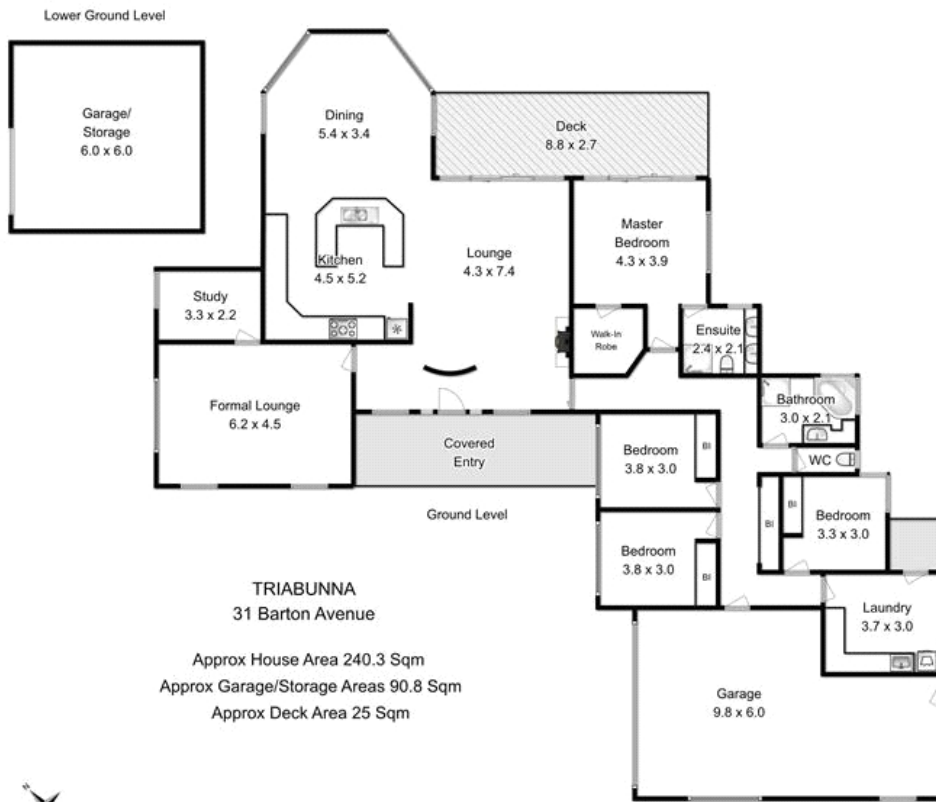 Lower Ground Level
Garage/
Storage
6.0 x 6.0
Dining
5.4 x 3.4
Deck
8.8 x 2.7
Kitchen
4.5 x 5.2
Lounge
4.3 x 7.4
Master
Bedroom
4.3 x 3.9
Study
3.3 x 2.2
Walk-In
Robe
Ensuite
2.4 x 2.1
Formal Lounge
6.2 x 4.5
Bathroom
3.0 x 2.1
Covered
Entry
Bedroom
3.8 x 3.0
BI
WC
Ground Level
Bedroom
3.8 x 3.0
BI
BI
BI
Bedroom
3.3 x 3.0
Laundry
3.7 x 3.0
Garage
9.8 x 6.0
TRIABUNNA
31 Barton Avenue
Approx House Area 240.3 Sqm
Approx Garage/Storage Areas 90.8 Sqm
Approx Deck Area 25 Sqm
N